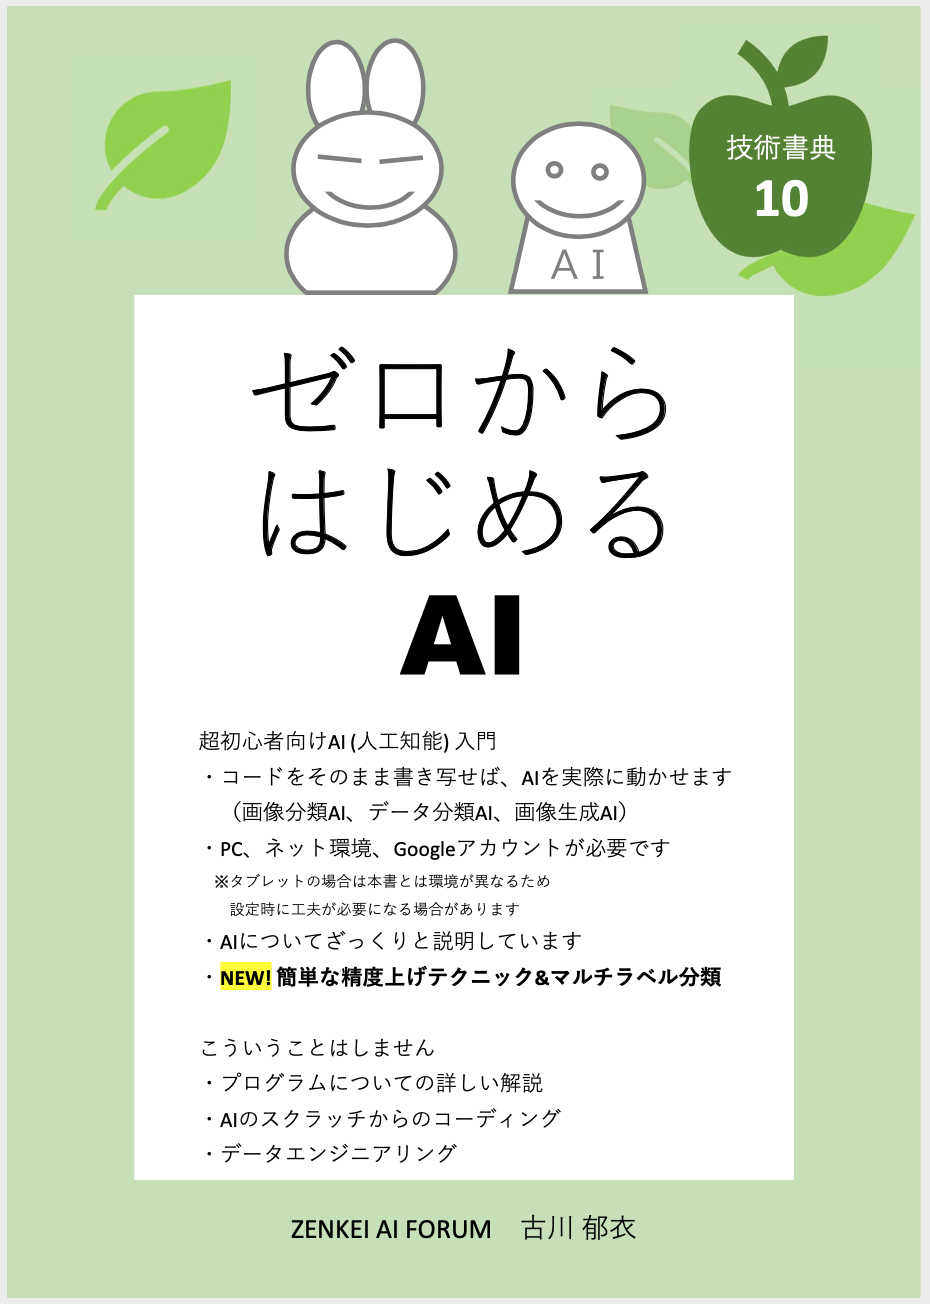 技術書典
10
AI
ゼロから
はじめる
AI
超初心者向けAI (人工知能) 入門
・コードをそのまま書き写せば、AIを実際に動かせます
（画像分類AI、データ分類AI、画像生成AI）
・PC、ネット環境、Googleアカウントが必要です
※タブレットの場合は本書とは環境が異なるため
設定時に工夫が必要になる場合があります
・AIについてざっくりと説明しています
・NEW! 簡単な精度上げテクニック&マルチラベル分類
こういうことはしません
・プログラムについての詳しい解説
・AIのスクラッチからのコーディング
・データエンジニアリング
ZENKEI AI FORUM　古川 郁衣